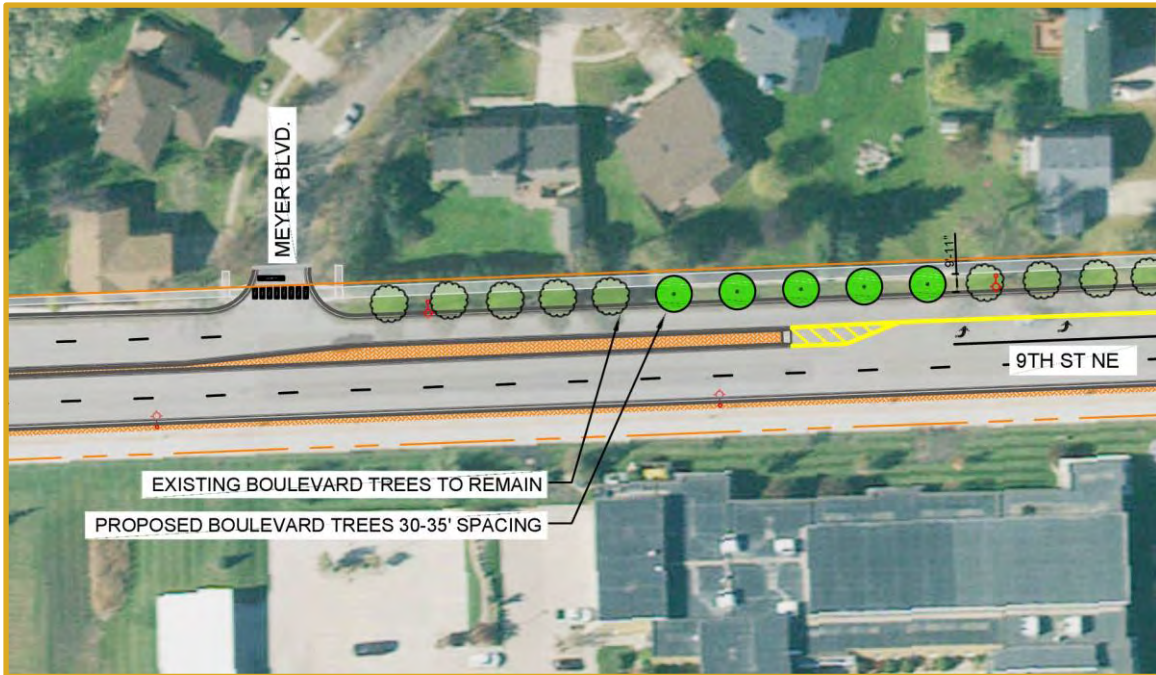 MEYER BLVD.
9'-11"
9TH ST NE
EXISTING BOULEVARD TREES TO REMAIN
PROPOSED BOULEVARD TREES 30-35' SPACING